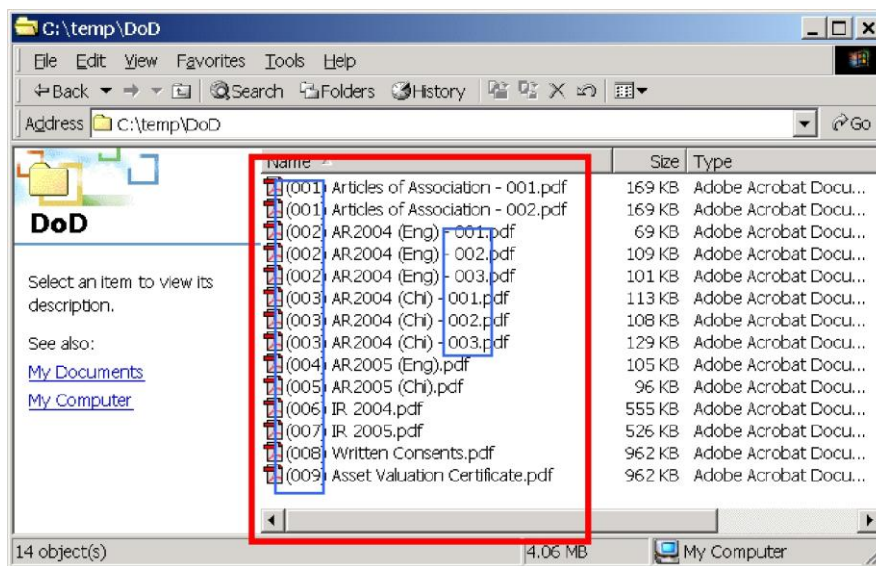 C:\temp\DoD
File Edit View Favorites Tools Help
Back Search Folders History
Address C:\temp\DoD Go
Name Size Type
DoD
Select an item to view its
description.
See also:
My Documents
My Computer
(001) Articles of Association - 001.pdf 169 KB Adobe Acrobat Docu...
(001) Articles of Association - 002.pdf 169 KB Adobe Acrobat Docu...
(002) AR2004 (Eng) - 001.pdf 69 KB Adobe Acrobat Docu...
(002) AR2004 (Eng) - 002.pdf 109 KB Adobe Acrobat Docu...
(002) AR2004 (Eng) - 003.pdf 101 KB Adobe Acrobat Docu...
(003) AR2004 (Chi) - 001.pdf 113 KB Adobe Acrobat Docu...
(003) AR2004 (Chi) - 002.pdf 108 KB Adobe Acrobat Docu...
(003) AR2004 (Chi) - 003.pdf 129 KB Adobe Acrobat Docu...
(004) AR2005 (Eng).pdf 105 KB Adobe Acrobat Docu...
(005) AR2005 (Chi).pdf 96 KB Adobe Acrobat Docu...
(006) IR 2004.pdf 555 KB Adobe Acrobat Docu...
(007) IR 2005.pdf 526 KB Adobe Acrobat Docu...
(008) Written Consents.pdf 962 KB Adobe Acrobat Docu...
(009) Asset Valuation Certificate.pdf 962 KB Adobe Acrobat Docu...
14 object(s) 4.06 MB My Computer